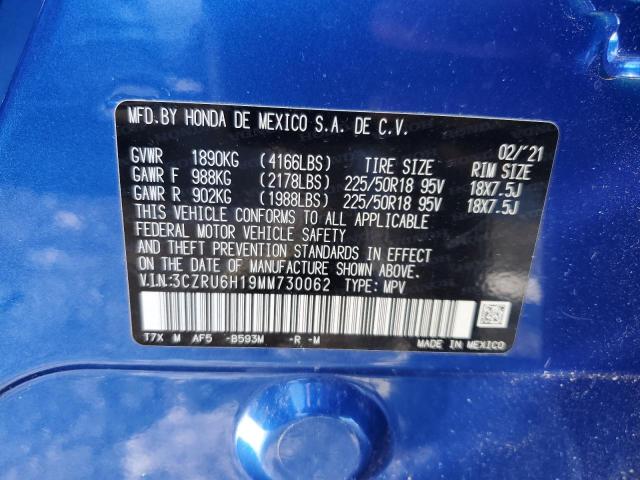 MFD.BY HONDA DE MEXICO S.A. DE C.V.
02/'21
GVWR 1890KG (4166LBS) TIRE SIZE RIM SIZE
GAWR F 988KG (2178LBS) 225/50R18 95V 18X7.5J
GAWR R 902KG (1988LBS) 225/50R18 95V 18X7.5J
THIS VEHICLE CONFORMS TO ALL APPLICABLE
FEDERAL MOTOR VEHICLE SAFETY
AND THEFT PREVENTION STANDARDS IN EFFECT
ON THE DATE OF MANUFACTURE SHOWN ABOVE.
V.I.N:3CZRU6H19MM730062 TYPE: MPV
T7X M AF5 -B593M -R -M
MADE IN MEXICO